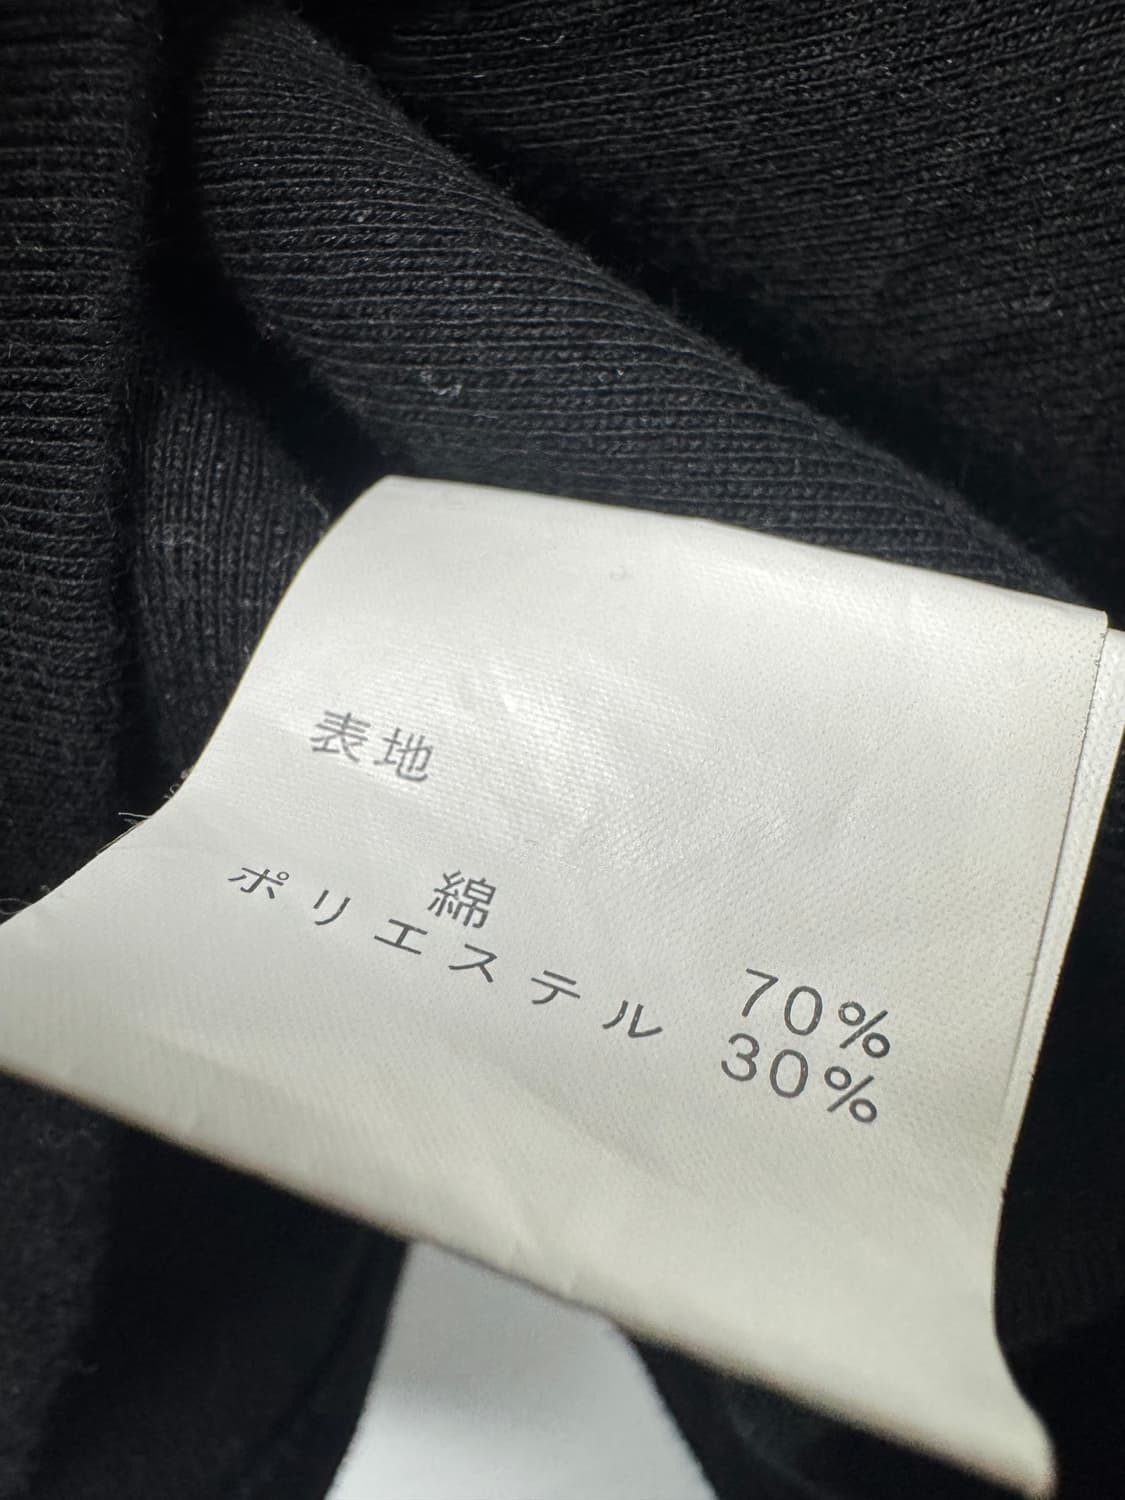 表地
綿 70%
ポリエステル 30%